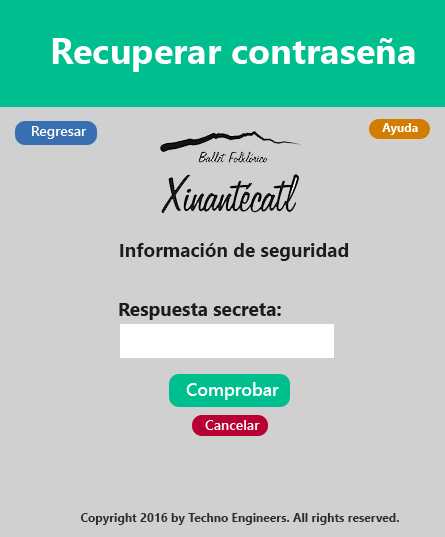 Recuperar contraseña
Regresar
Ayuda
Ballet Folklórico
Xinantécatl
Información de seguridad
Respuesta secreta:
Comprobar
Cancelar
Copyright 2016 by Techno Engineers. All rights reserved.